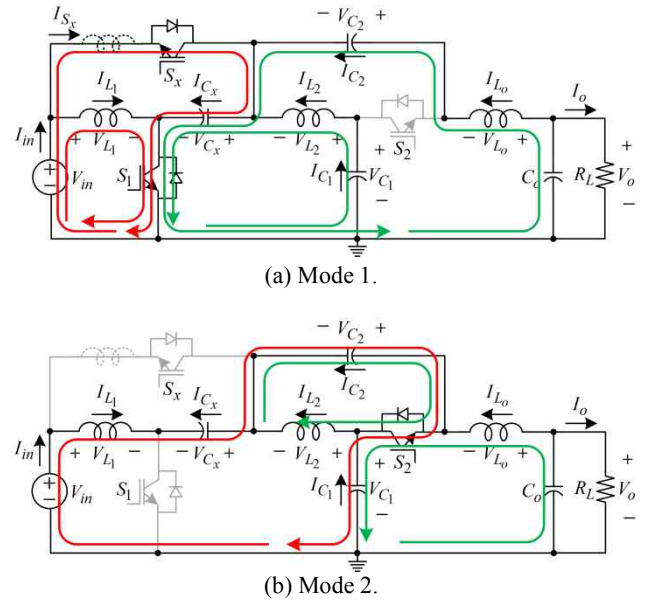 I_{S_x} − V_{C_2} +
S_x I_{C_2}
I_{L_1} I_{C_x} I_{L_2} I_{L_o} I_o
I_{in} + V_{L_1} − − V_{C_x} + − V_{L_2} + + S_2 − V_{L_o} +
V_{in} S_1 I_{C_1} + V_{C_1} − C_o R_L + V_o −
(a) Mode 1.
− V_{C_2} +
S_x I_{C_2}
I_{L_1} I_{C_x} I_{L_2} I_{L_o} I_o
I_{in} + V_{L_1} − − V_{C_x} + − V_{L_2} + + S_2 − V_{L_o} +
V_{in} S_1 I_{C_1} + V_{C_1} − C_o R_L + V_o −
(b) Mode 2.